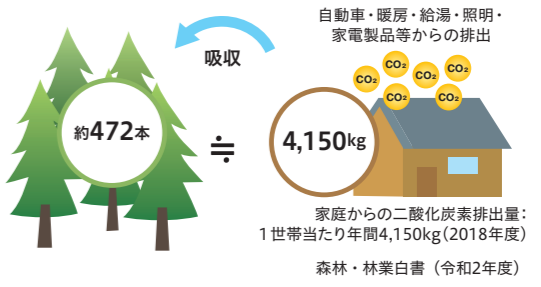 自動車・暖房・給湯・照明・
家電製品等からの排出
吸収
CO₂
CO₂
CO₂
CO₂
CO₂
CO₂
約472本
≒
4,150kg
家庭からの二酸化炭素排出量：
1世帯当たり年間4,150kg（2018年度）
森林・林業白書（令和2年度）